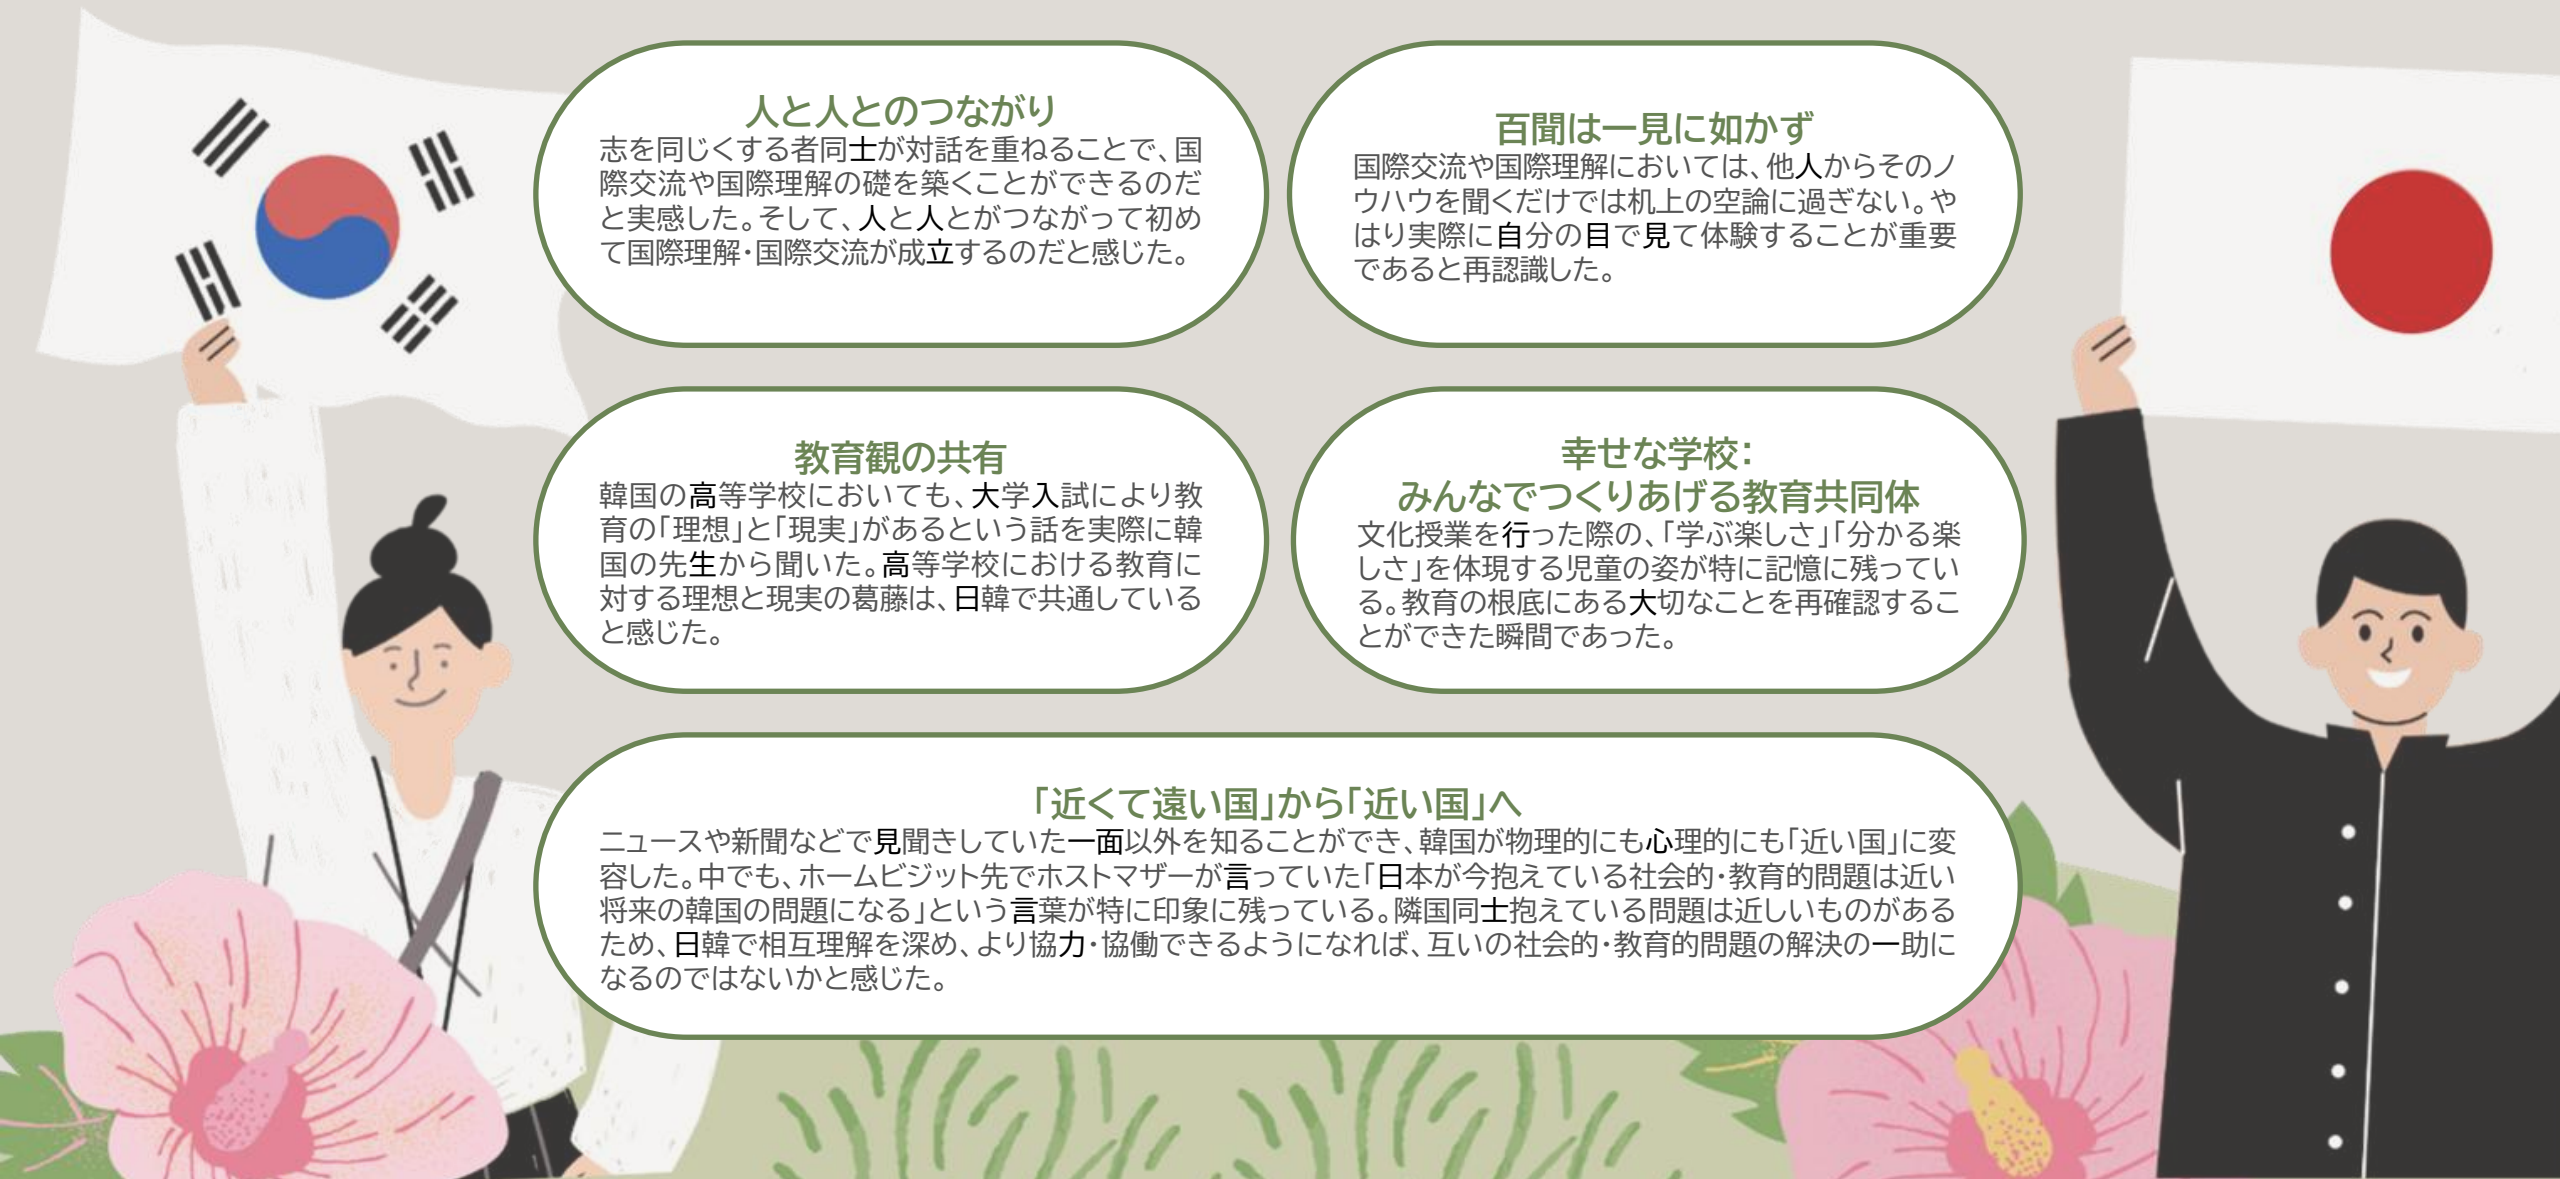 人と人とのつながり
志を同じくする者同士が対話を重ねることで、国
際交流や国際理解の礎を築くことができるのだ
と実感した。そして、人と人とがつながって初め
て国際理解・国際交流が成立するのだと感じた。
百聞は一見に如かず
国際交流や国際理解においては、他人からそのノ
ウハウを聞くだけでは机上の空論に過ぎない。や
はり実際に自分の目で見て体験することが重要
であると再認識した。
教育観の共有
韓国の高等学校においても、大学入試により教
育の「理想」と「現実」があるという話を実際に韓
国の先生から聞いた。高等学校における教育に
対する理想と現実の葛藤は、日韓で共通している
と感じた。
幸せな学校：
みんなでつくりあげる教育共同体
文化授業を行った際の、「学ぶ楽しさ」「分かる楽
しさ」を体現する児童の姿が特に記憶に残ってい
る。教育の根底にある大切なことを再確認するこ
とができた瞬間であった。
「近くて遠い国」から「近い国」へ
ニュースや新聞などで見聞きしていた一面以外を知ることができ、韓国が物理的にも心理的にも「近い国」に変
容した。中でも、ホームビジット先でホストマザーが言っていた「日本が今抱えている社会的・教育的問題は近い
将来の韓国の問題になる」という言葉が特に印象に残っている。隣国同士抱えている問題は近しいものがある
ため、日韓で相互理解を深め、より協力・協働できるようになれば、互いの社会的・教育的問題の解決の一助に
なるのではないかと感じた。